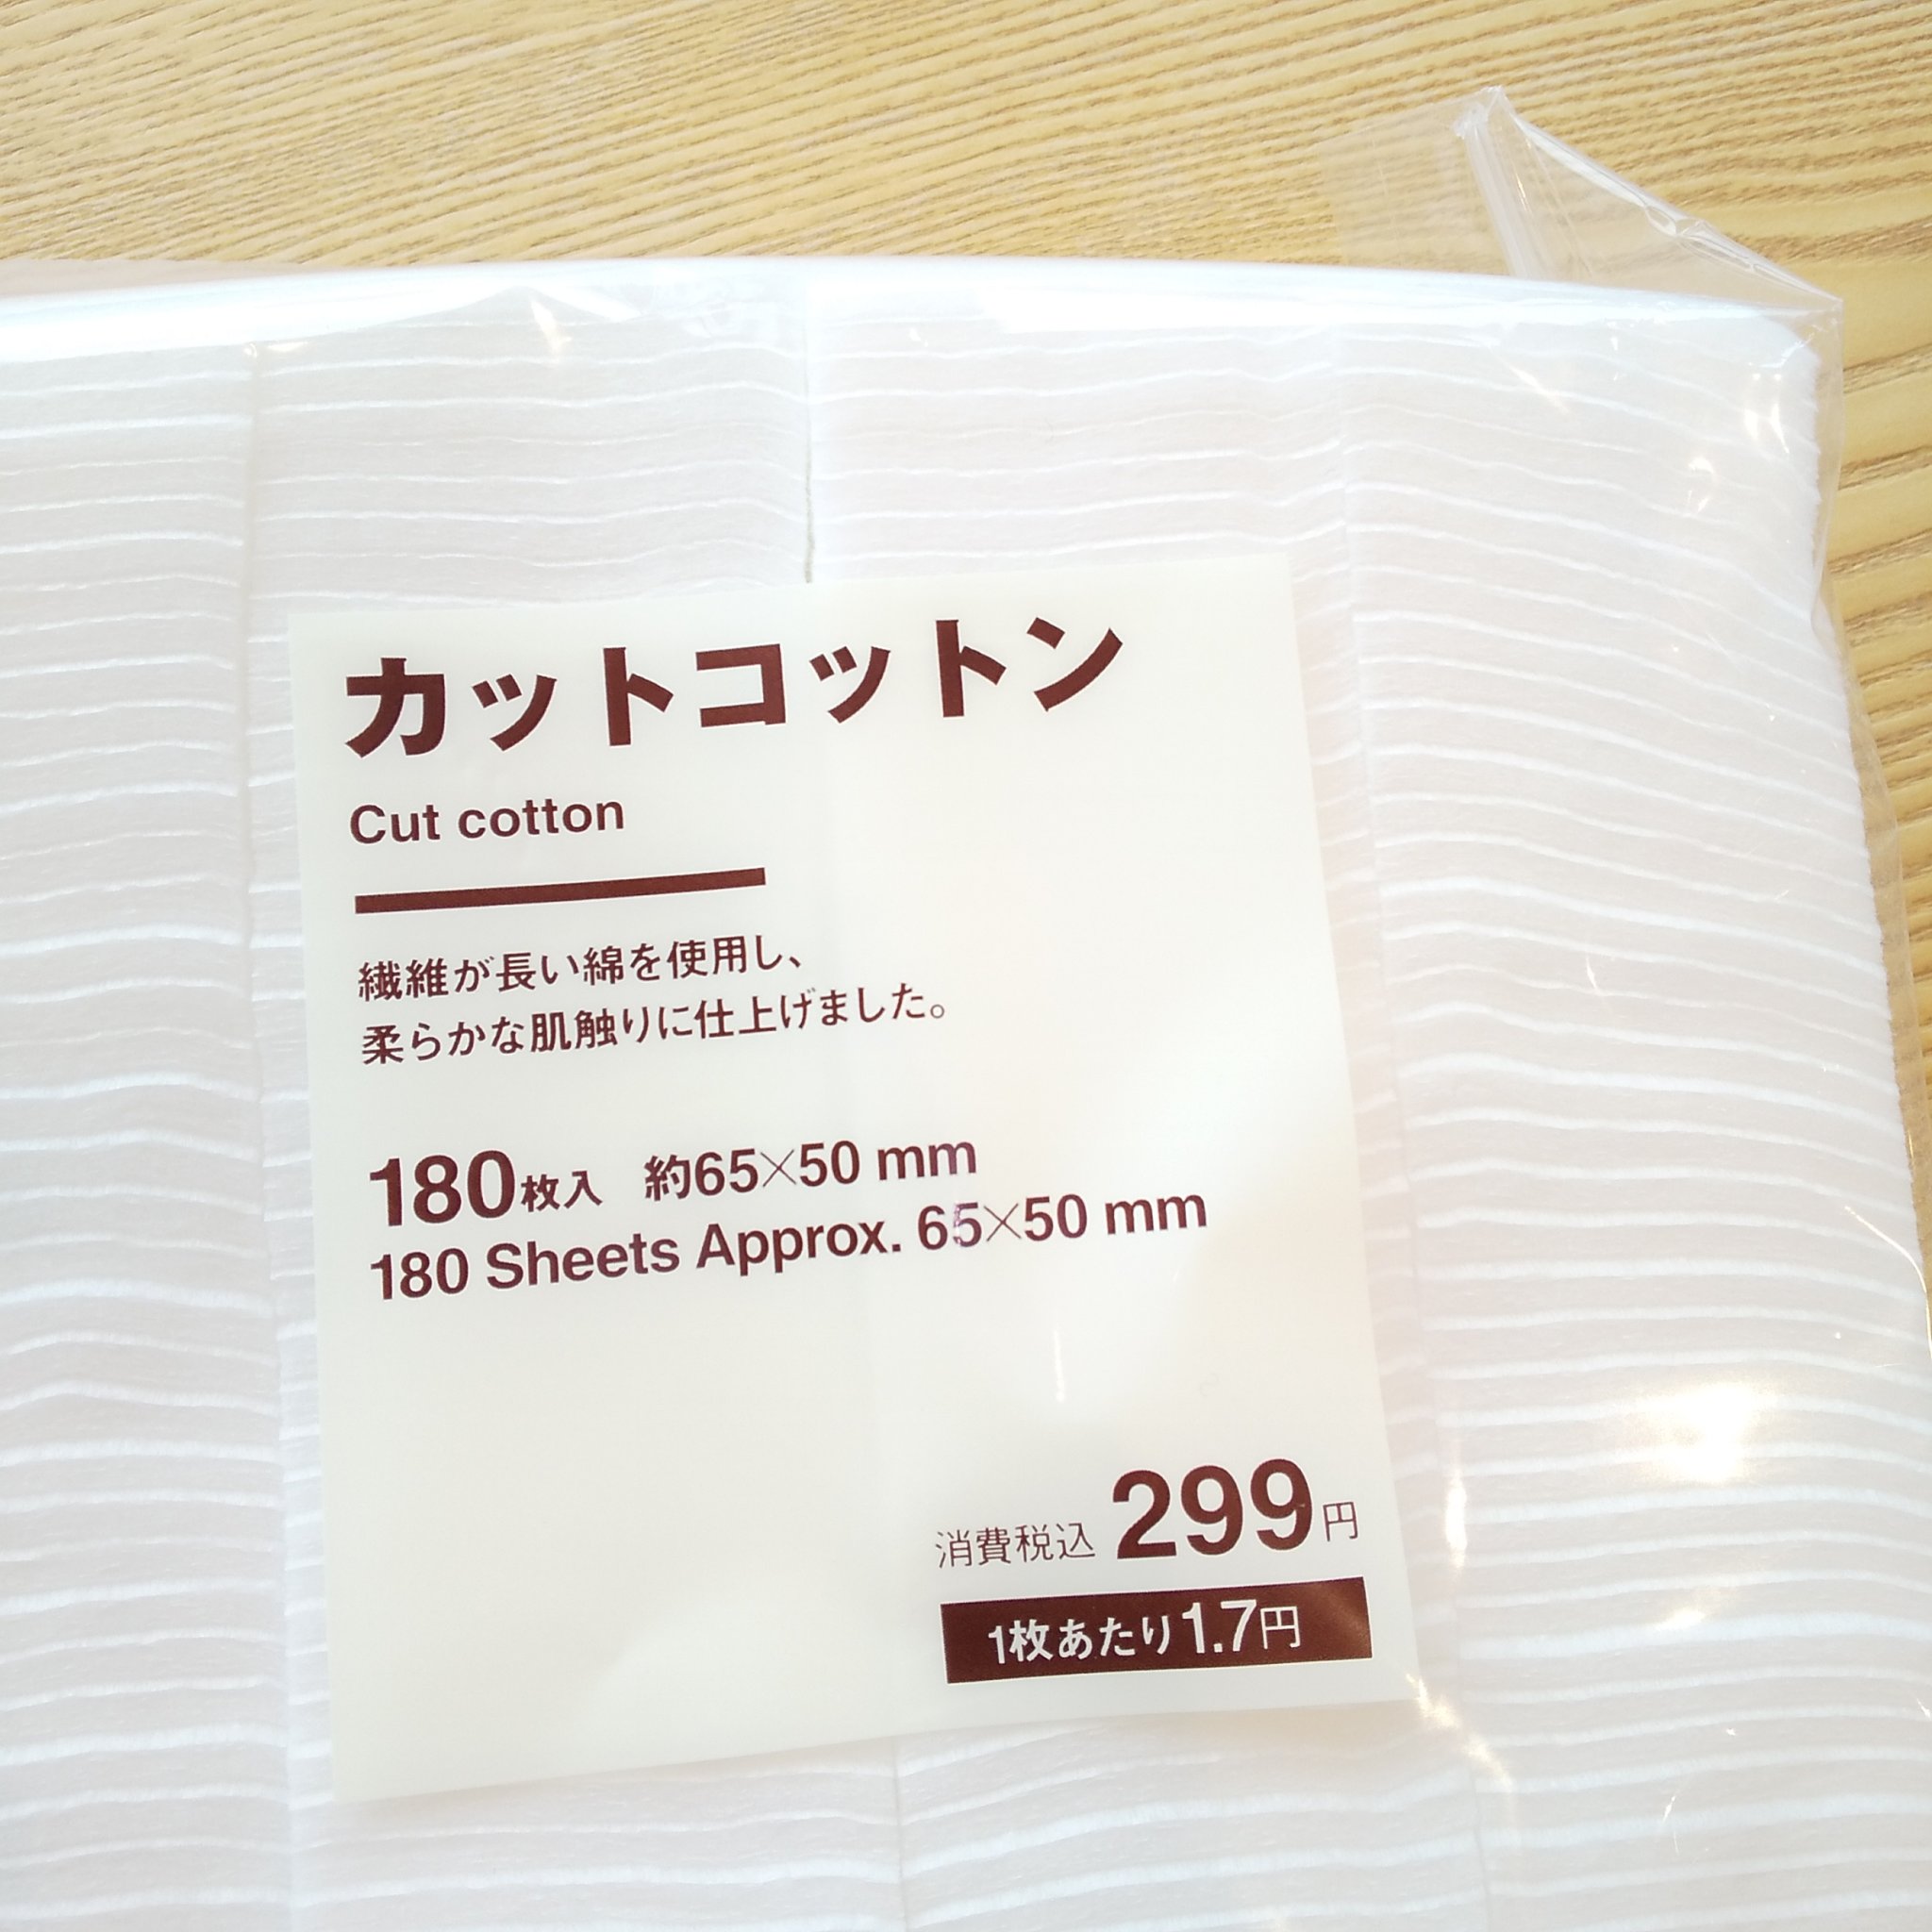 カットコットン
Cut cotton
繊維が長い綿を使用し、
柔らかな肌触りに仕上げました。
180枚入 約65×50 mm
180 Sheets Approx. 65×50 mm
消費税込 299円
1枚あたり1.7円